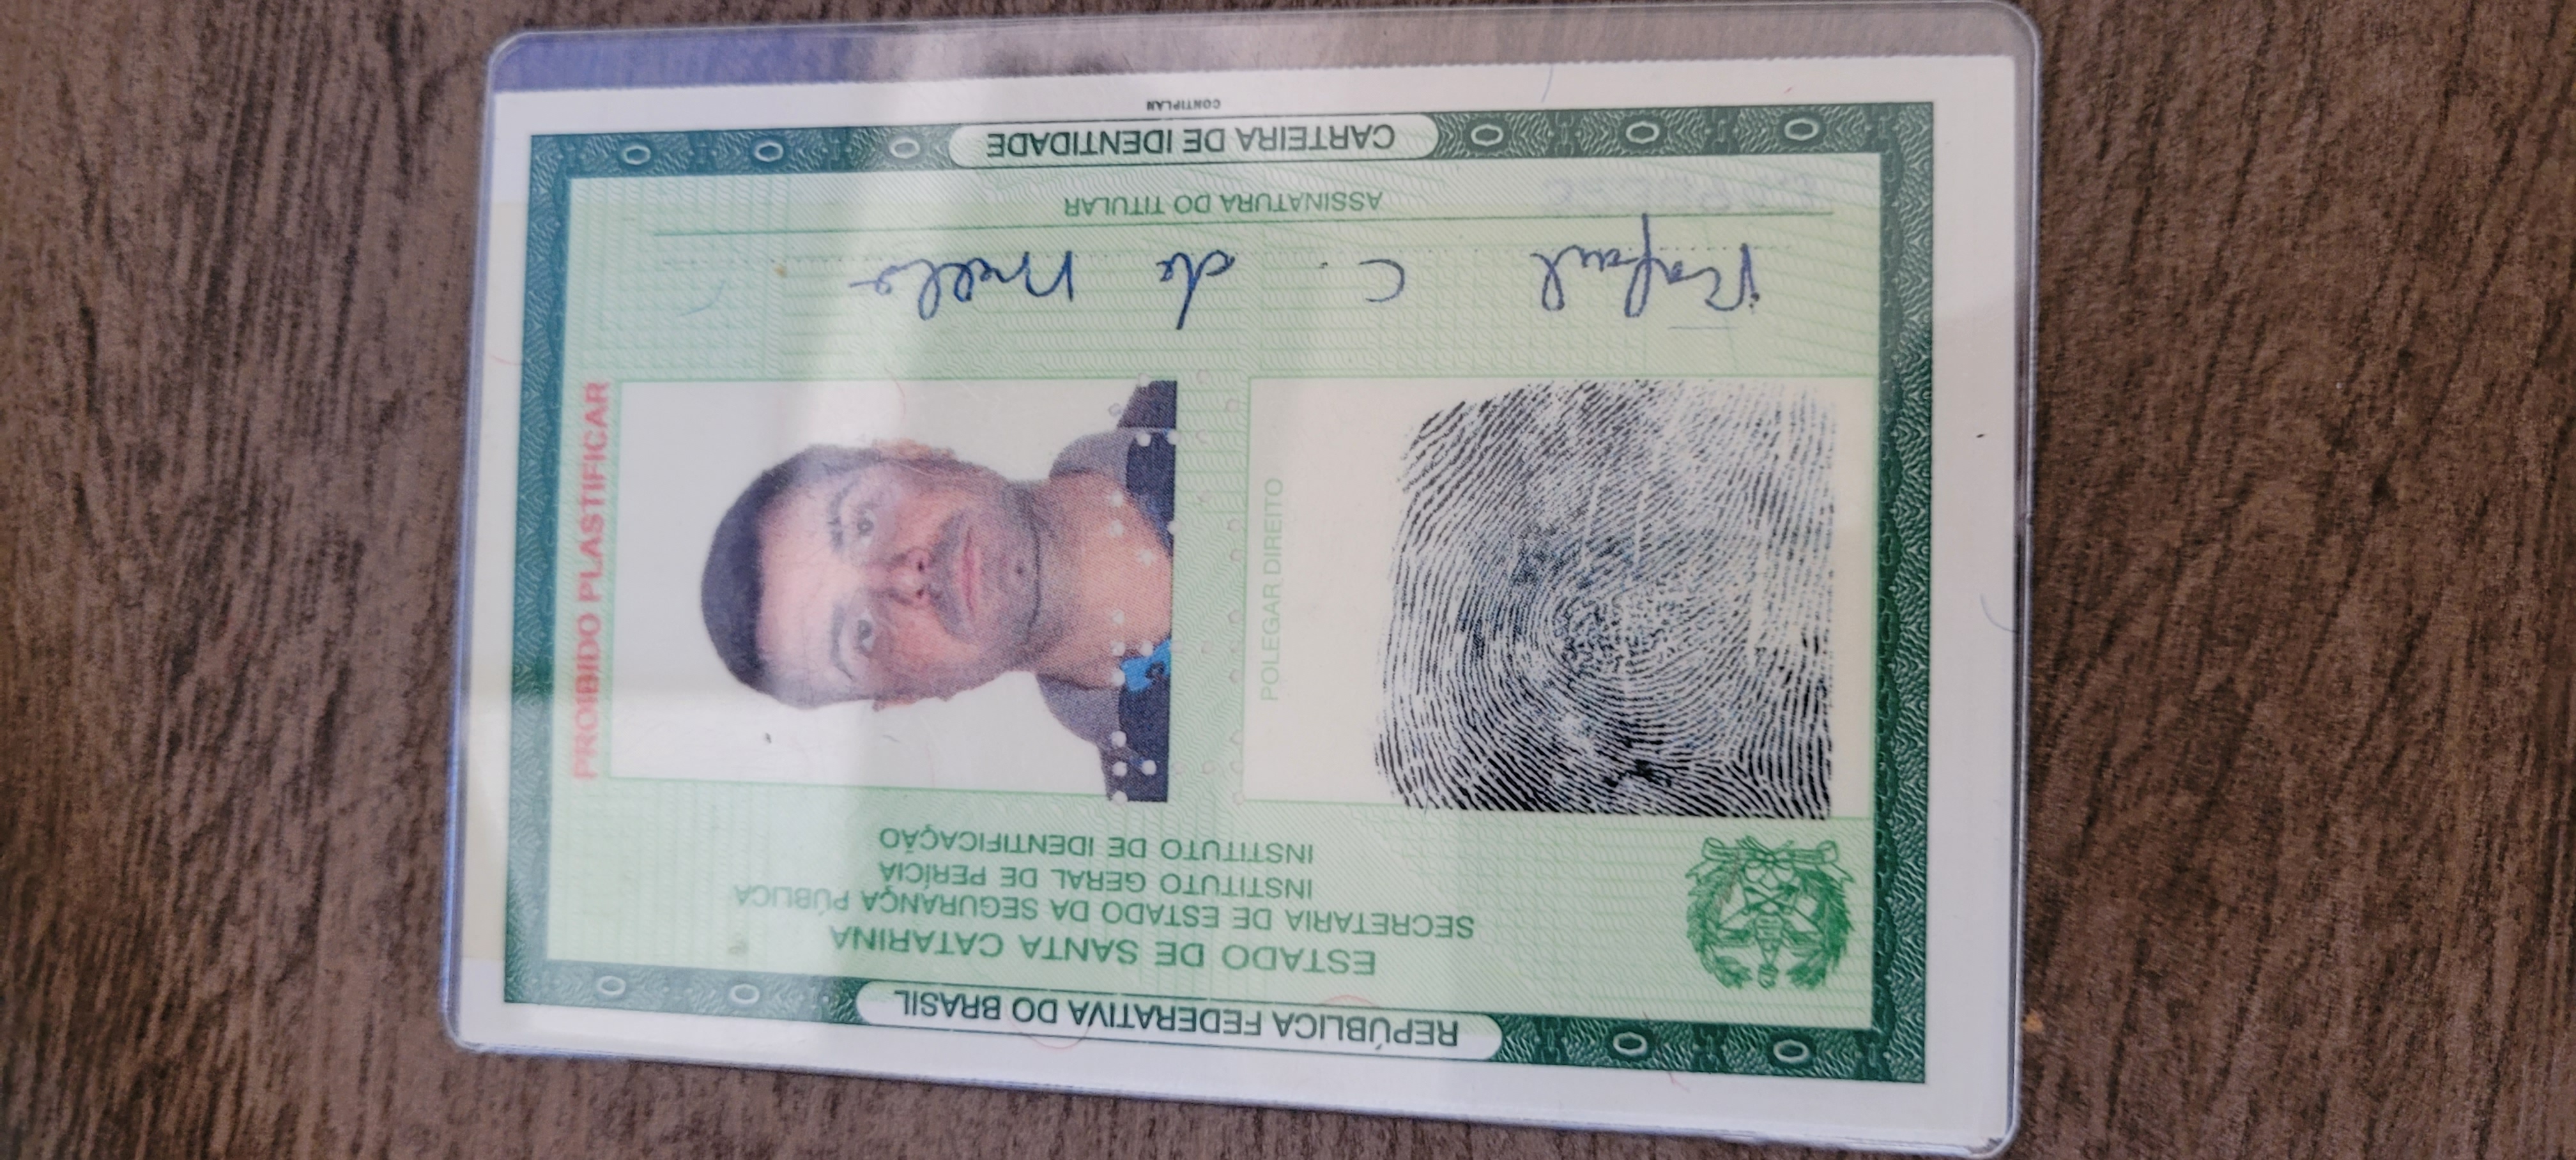 REPÚBLICA FEDERATIVA DO BRASIL
ESTADO DE SANTA CATARINA
SECRETARIA DE ESTADO DA SEGURANÇA PÚBLICA
INSTITUTO GERAL DE PERÍCIA
INSTITUTO DE IDENTIFICAÇÃO
PROIBIDO PLASTIFICAR
POLEGAR DIREITO
Rafael C. de Mello
ASSINATURA DO TITULAR
CARTEIRA DE IDENTIDADE
CONTIPLAN